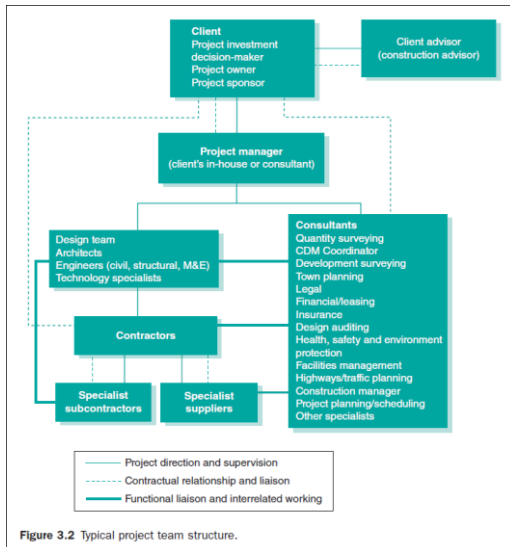 Client
Project investment
decision-maker
Project owner
Project sponsor
Client advisor
(construction advisor)
Project manager
(client's in-house or consultant)
Design team
Architects
Engineers (civil, structural, M&E)
Technology specialists
Consultants
Quantity surveying
CDM Coordinator
Development surveying
Town planning
Legal
Financial/leasing
Insurance
Design auditing
Health, safety and environment
protection
Facilities management
Highways/traffic planning
Construction manager
Project planning/scheduling
Other specialists
Contractors
Specialist
subcontractors
Specialist
suppliers
Project direction and supervision
Contractual relationship and liaison
Functional liaison and interrelated working
Figure 3.2 Typical project team structure.